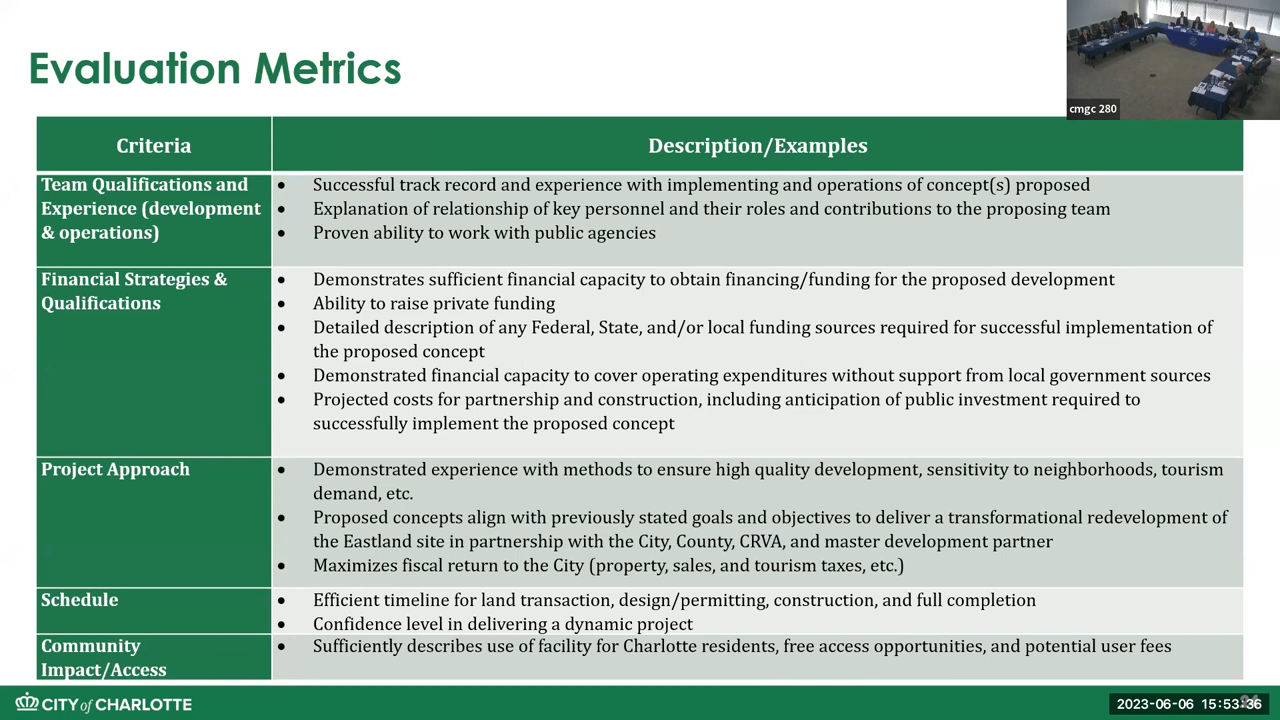 Evaluation Metrics
cmgc 280
Criteria
Description/Examples
Team Qualifications and
Experience (development
& operations)
• Successful track record and experience with implementing and operations of concept(s) proposed
• Explanation of relationship of key personnel and their roles and contributions to the proposing team
• Proven ability to work with public agencies
Financial Strategies &
Qualifications
• Demonstrates sufficient financial capacity to obtain financing/funding for the proposed development
• Ability to raise private funding
• Detailed description of any Federal, State, and/or local funding sources required for successful implementation of
the proposed concept
• Demonstrated financial capacity to cover operating expenditures without support from local government sources
• Projected costs for partnership and construction, including anticipation of public investment required to
successfully implement the proposed concept
Project Approach
• Demonstrated experience with methods to ensure high quality development, sensitivity to neighborhoods, tourism
demand, etc.
• Proposed concepts align with previously stated goals and objectives to deliver a transformational redevelopment of
the Eastland site in partnership with the City, County, CRVA, and master development partner
• Maximizes fiscal return to the City (property, sales, and tourism taxes, etc.)
Schedule
• Efficient timeline for land transaction, design/permitting, construction, and full completion
• Confidence level in delivering a dynamic project
Community
Impact/Access
• Sufficiently describes use of facility for Charlotte residents, free access opportunities, and potential user fees
CITY of CHARLOTTE
2023-06-06 15:53:36